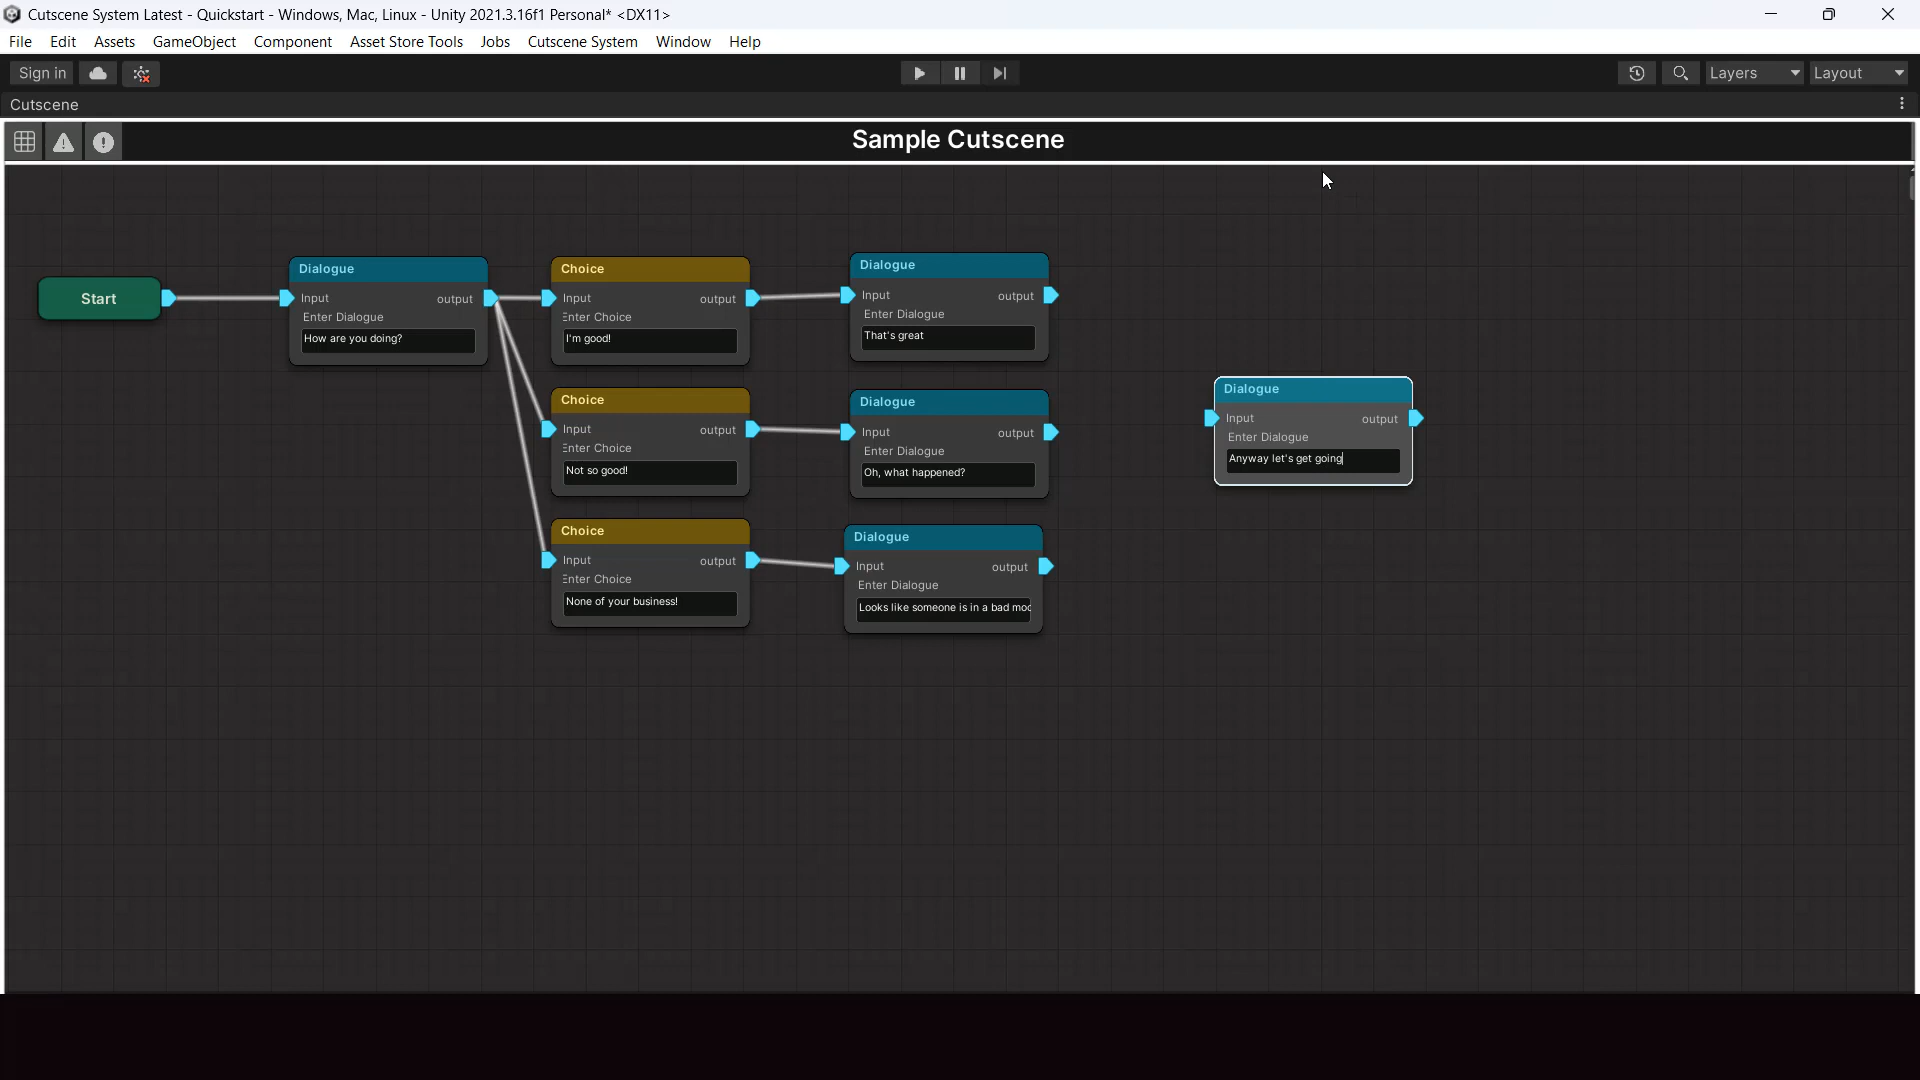 Cutscene System Latest - Quickstart - Windows, Mac, Linux - Unity 2021.3.16f1 Personal* <DX11>
File Edit Assets GameObject Component Asset Store Tools Jobs Cutscene System Window Help
Sign in Layers Layout
Cutscene
Sample Cutscene
Start
Dialogue
Input output
Enter Dialogue
How are you doing?
Choice
Input output
Enter Choice
I'm good!
Dialogue
Input output
Enter Dialogue
That's great
Choice
Input output
Enter Choice
Not so good!
Dialogue
Input output
Enter Dialogue
Oh, what happened?
Dialogue
Input output
Enter Dialogue
Anyway let's get going
Choice
Input output
Enter Choice
None of your business!
Dialogue
Input output
Enter Dialogue
Looks like someone is in a bad moo